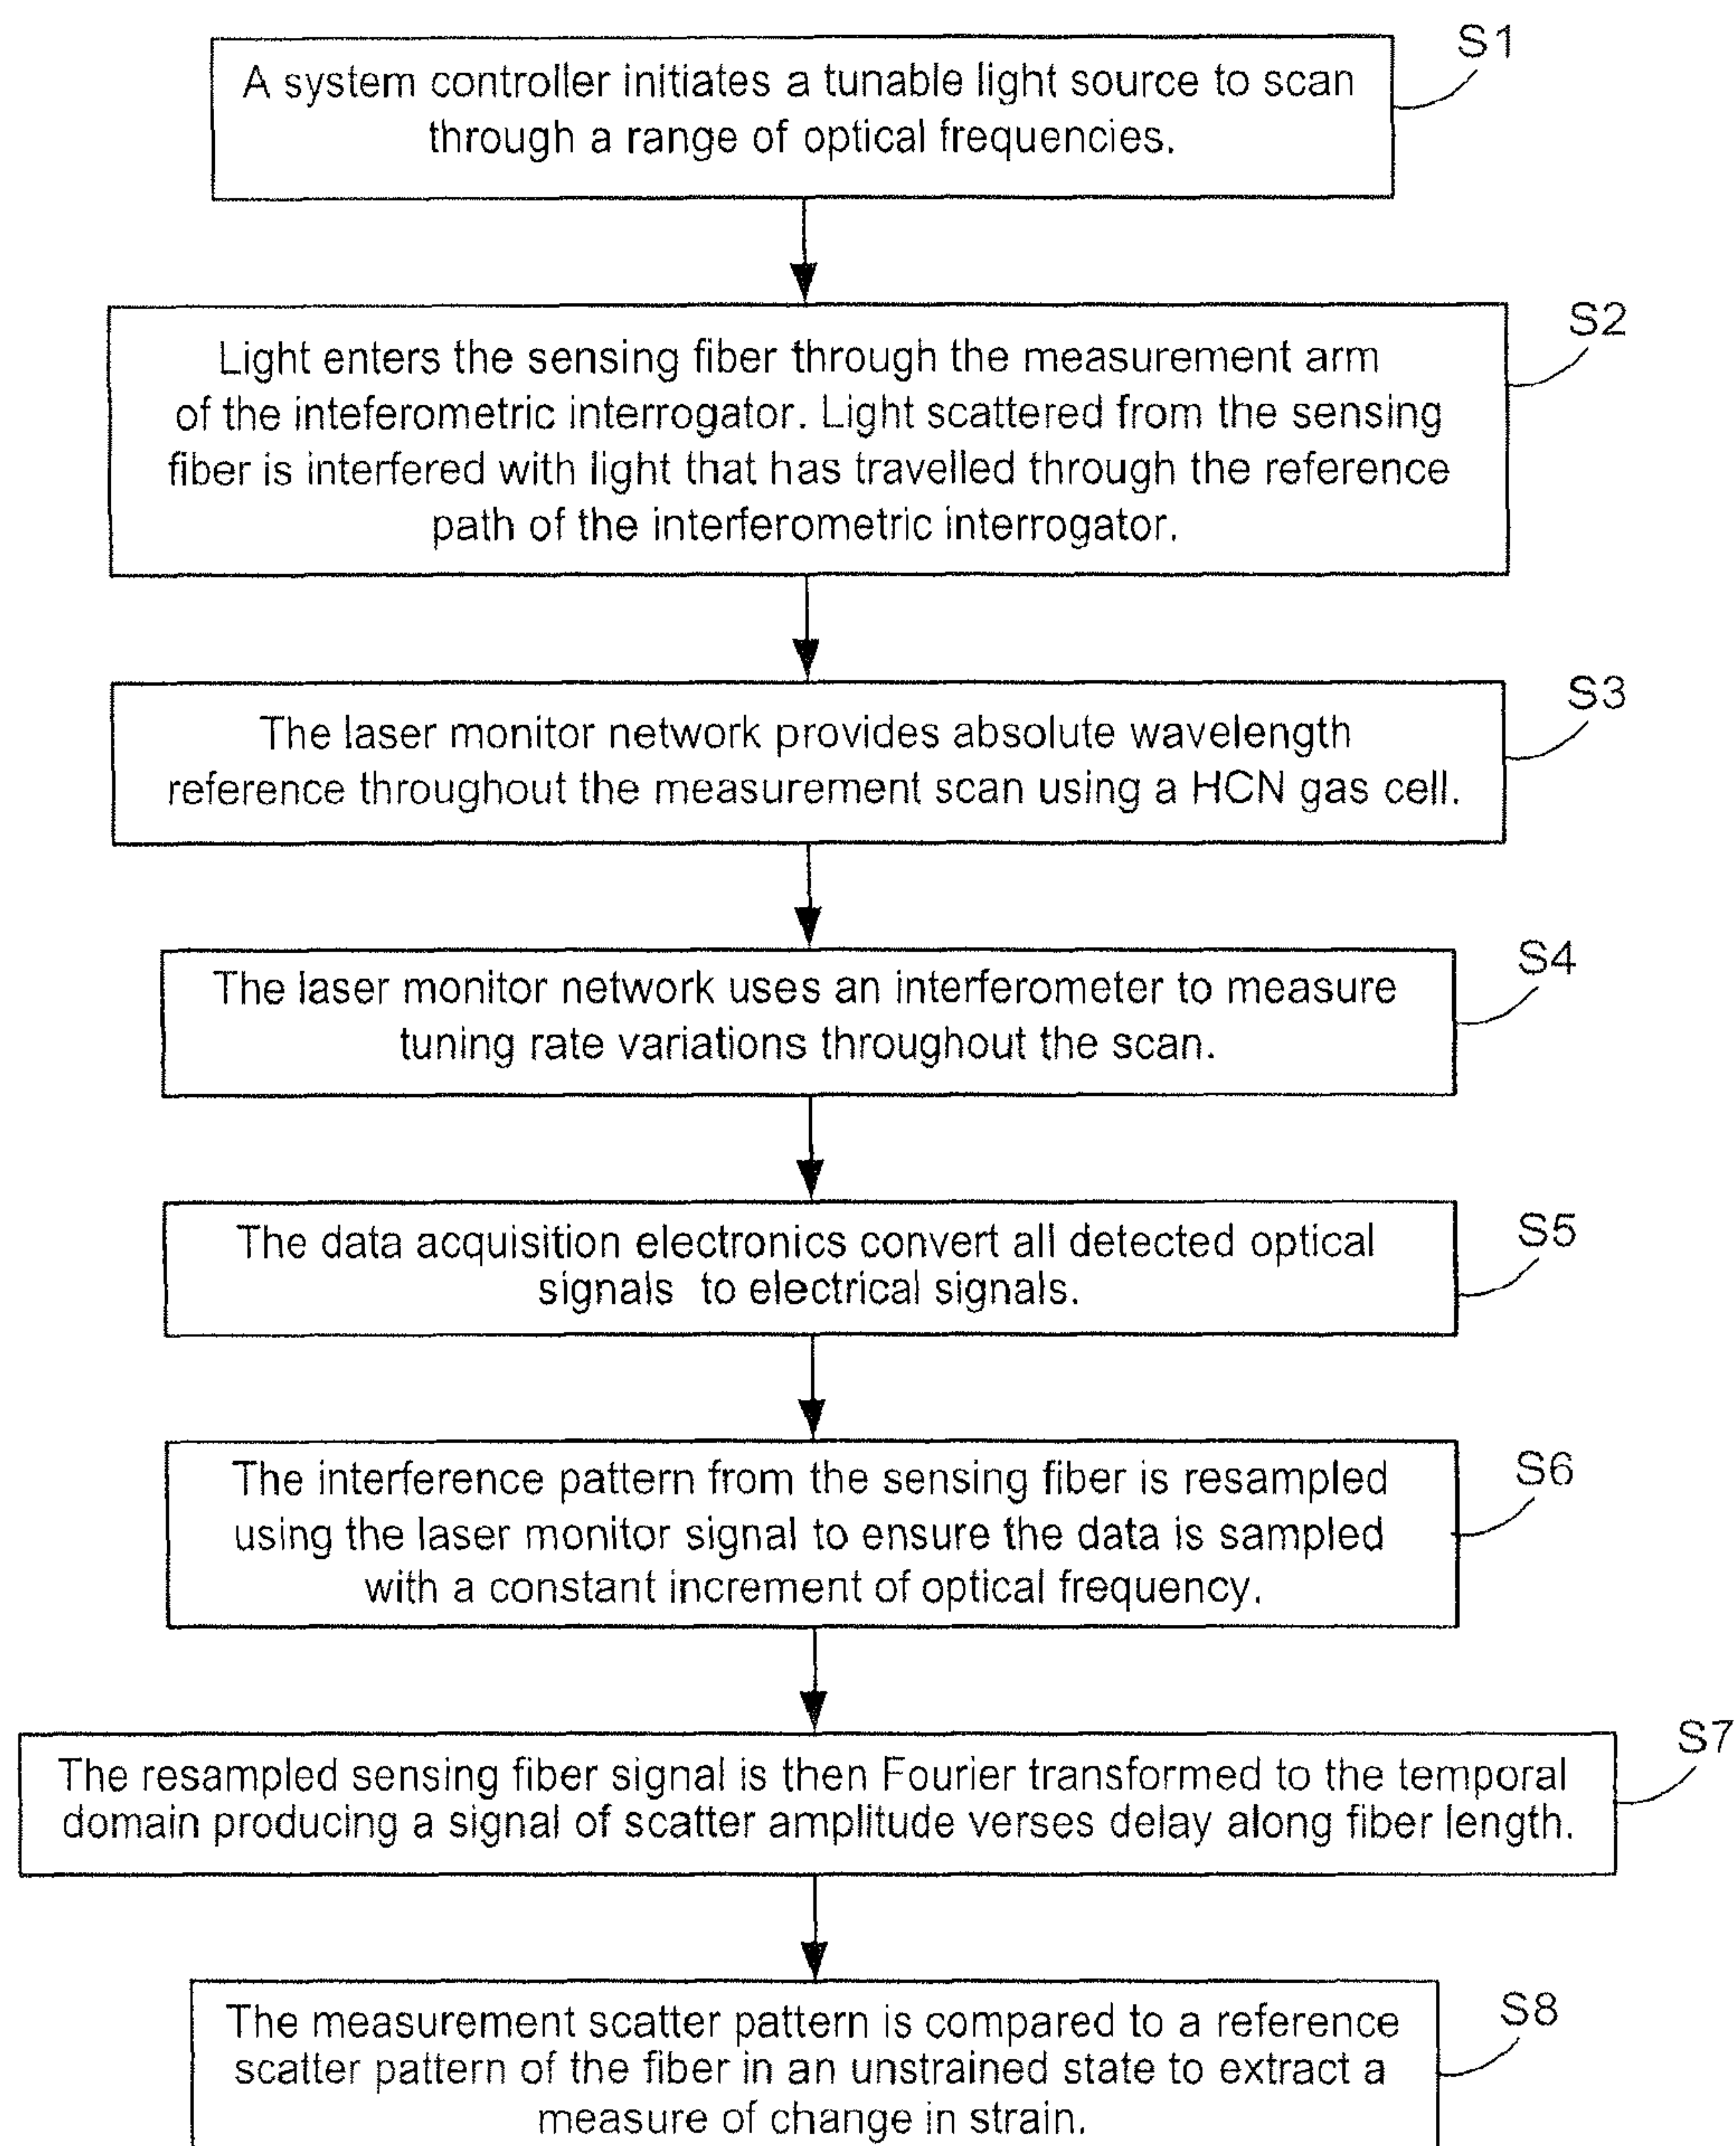 S1
A system controller initiates a tunable light source to scan
through a range of optical frequencies.
S2
Light enters the sensing fiber through the measurement arm
of the inteferometric interrogator. Light scattered from the sensing
fiber is interfered with light that has travelled through the reference
path of the interferometric interrogator.
S3
The laser monitor network provides absolute wavelength
reference throughout the measurement scan using a HCN gas cell.
S4
The laser monitor network uses an interferometer to measure
tuning rate variations throughout the scan.
S5
The data acquisition electronics convert all detected optical
signals to electrical signals.
S6
The interference pattern from the sensing fiber is resampled
using the laser monitor signal to ensure the data is sampled
with a constant increment of optical frequency.
S7
The resampled sensing fiber signal is then Fourier transformed to the temporal
domain producing a signal of scatter amplitude verses delay along fiber length.
S8
The measurement scatter pattern is compared to a reference
scatter pattern of the fiber in an unstrained state to extract a
measure of change in strain.